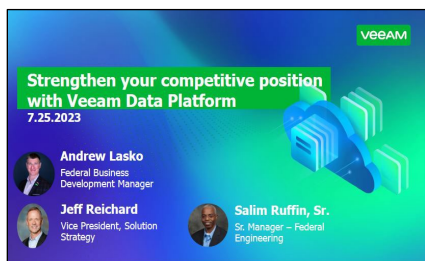 veeAM
Strengthen your competitive position
with Veeam Data Platform
7.25.2023
Andrew Lasko
Federal Business
Development Manager
Jeff Reichard
Vice President, Solution
Strategy
Salim Ruffin, Sr.
Sr. Manager – Federal
Engineering